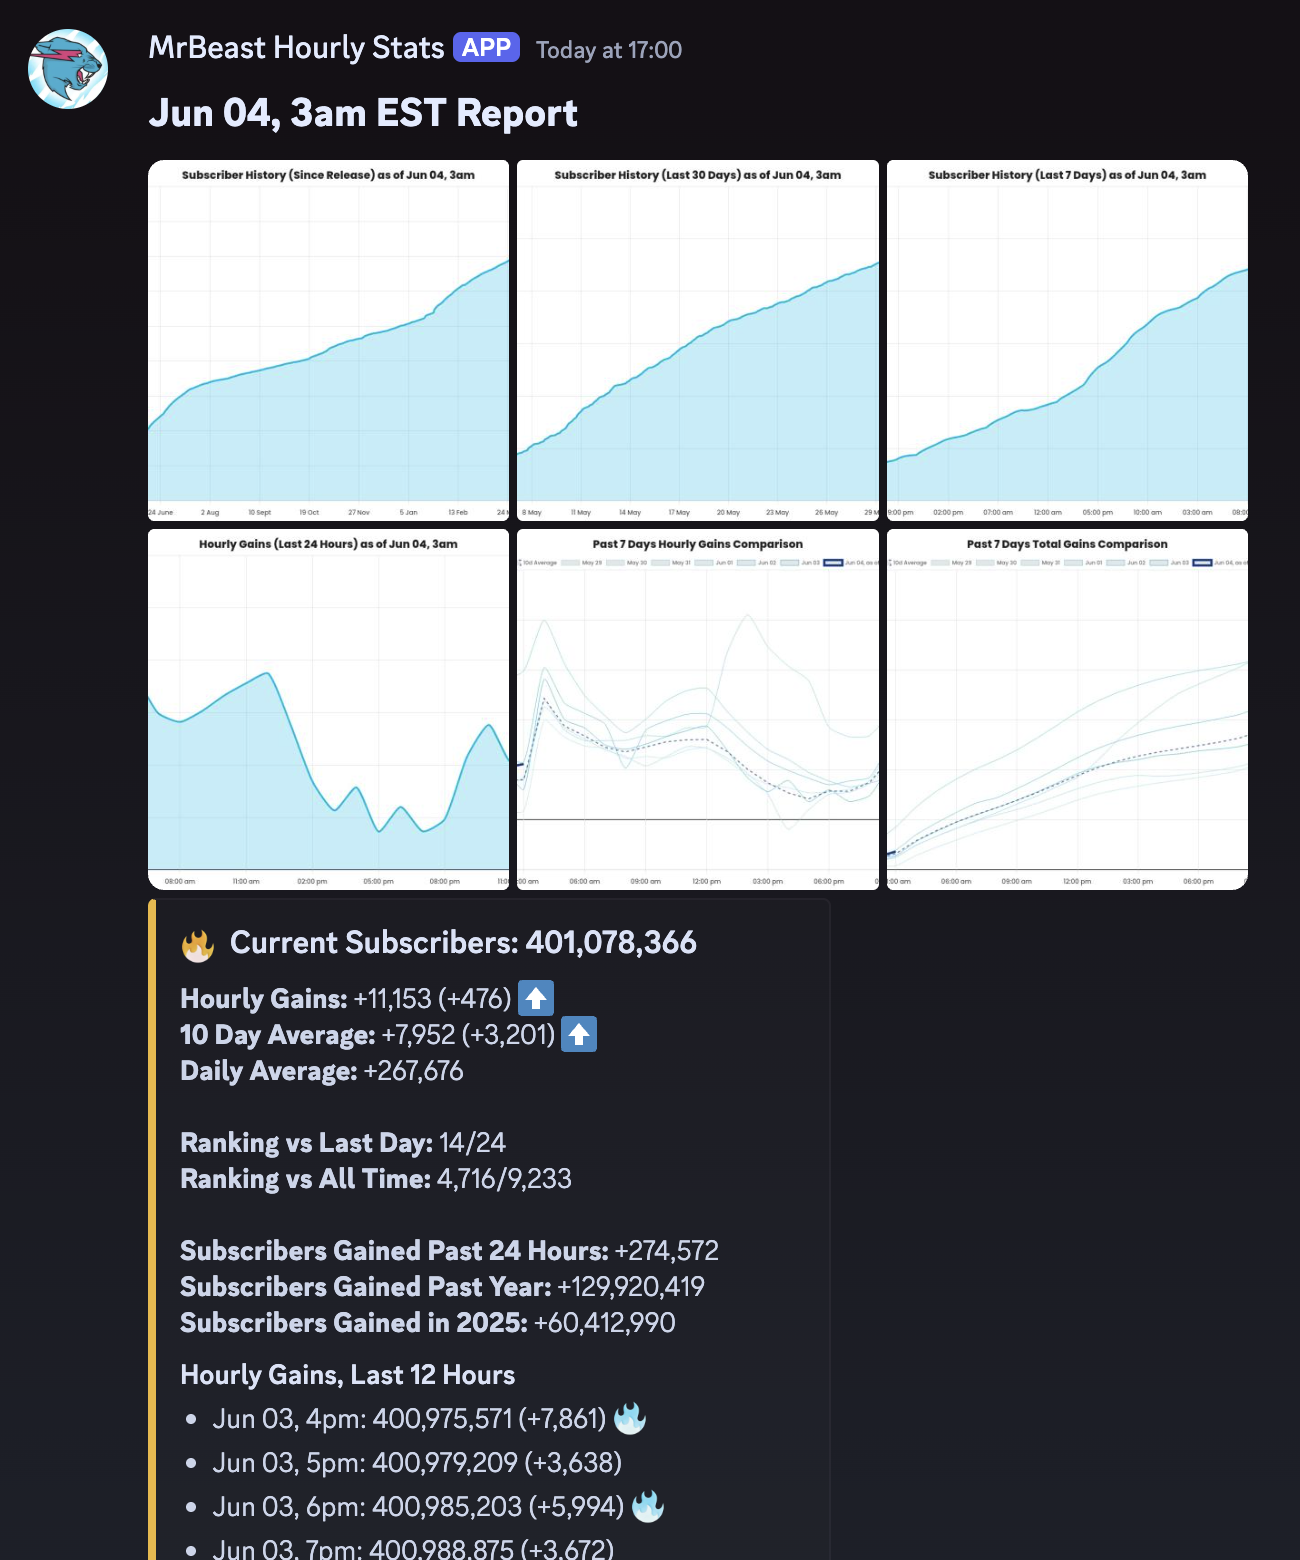 MrBeast Hourly Stats APP Today at 17:00
Jun 04, 3am EST Report
Subscriber History (Since Release) as of Jun 04, 3am
24 June 2 Aug 10 Sept 19 Oct 27 Nov 5 Jan 13 Feb 24
Subscriber History (Last 30 Days) as of Jun 04, 3am
8 May 11 May 14 May 17 May 20 May 23 May 26 May 29 M
Subscriber History (Last 7 Days) as of Jun 04, 3am
9:00 pm 02:00 pm 07:00 am 12:00 am 05:00 pm 10:00 am 03:00 am 08:0
Hourly Gains (Last 24 Hours) as of Jun 04, 3am
08:00 am 11:00 am 02:00 pm 05:00 pm 08:00 pm 11:0
Past 7 Days Hourly Gains Comparison
10d Average May 29 May 30 May 31 Jun 01 Jun 02 Jun 03 Jun 04, as of
:00 am 06:00 am 09:00 am 12:00 pm 03:00 pm 06:00 pm
Past 7 Days Total Gains Comparison
10d Average May 29 May 30 May 31 Jun 01 Jun 02 Jun 03 Jun 04, as of
:00 am 06:00 am 09:00 am 12:00 pm 03:00 pm 06:00 pm
Current Subscribers: 401,078,366
Hourly Gains: +11,153 (+476)
10 Day Average: +7,952 (+3,201)
Daily Average: +267,676
Ranking vs Last Day: 14/24
Ranking vs All Time: 4,716/9,233
Subscribers Gained Past 24 Hours: +274,572
Subscribers Gained Past Year: +129,920,419
Subscribers Gained in 2025: +60,412,990
Hourly Gains, Last 12 Hours
• Jun 03, 4pm: 400,975,571 (+7,861)
• Jun 03, 5pm: 400,979,209 (+3,638)
• Jun 03, 6pm: 400,985,203 (+5,994)
• Jun 03, 7pm: 400,988,875 (+3,672)